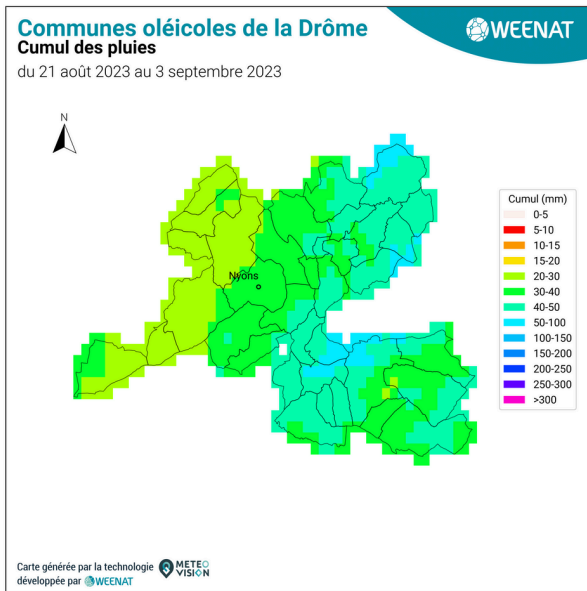 Communes oléicoles de la Drôme
Cumul des pluies
du 21 août 2023 au 3 septembre 2023
WEENAT
N
Nyons
Cumul (mm)
0-5
5-10
10-15
15-20
20-30
30-40
40-50
50-100
100-150
150-200
200-250
250-300
>300
Carte générée par la technologie
développée par WEENAT
METEO
VISION